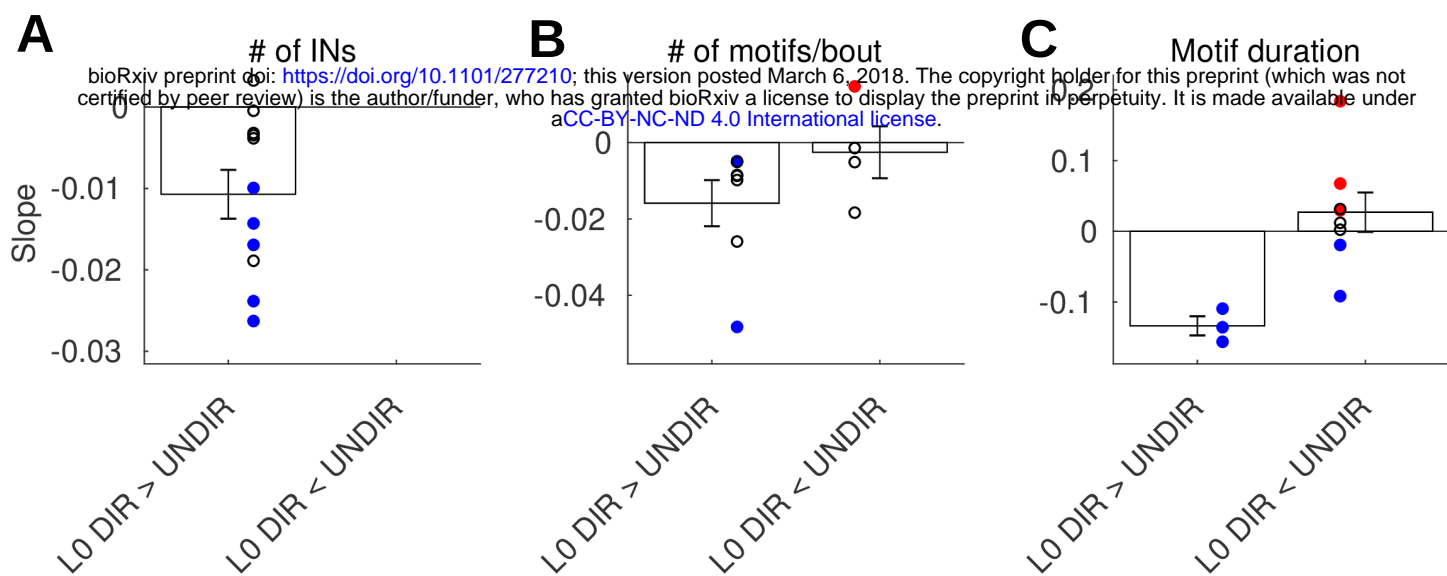 A
B
C
# of INs
# of motifs/bout
Motif duration
bioRxiv preprint doi: https://doi.org/10.1101/277210; this version posted March 6, 2018. The copyright holder for this preprint (which was not
certified by peer review) is the author/funder, who has granted bioRxiv a license to display the preprint in perpetuity. It is made available under
aCC-BY-NC-ND 4.0 International license.
Slope
0
-0.01
-0.02
-0.03
L0 DIR > UNDIR
L0 DIR < UNDIR
0
-0.02
-0.04
L0 DIR > UNDIR
L0 DIR < UNDIR
0.2
0.1
0
-0.1
L0 DIR > UNDIR
L0 DIR < UNDIR